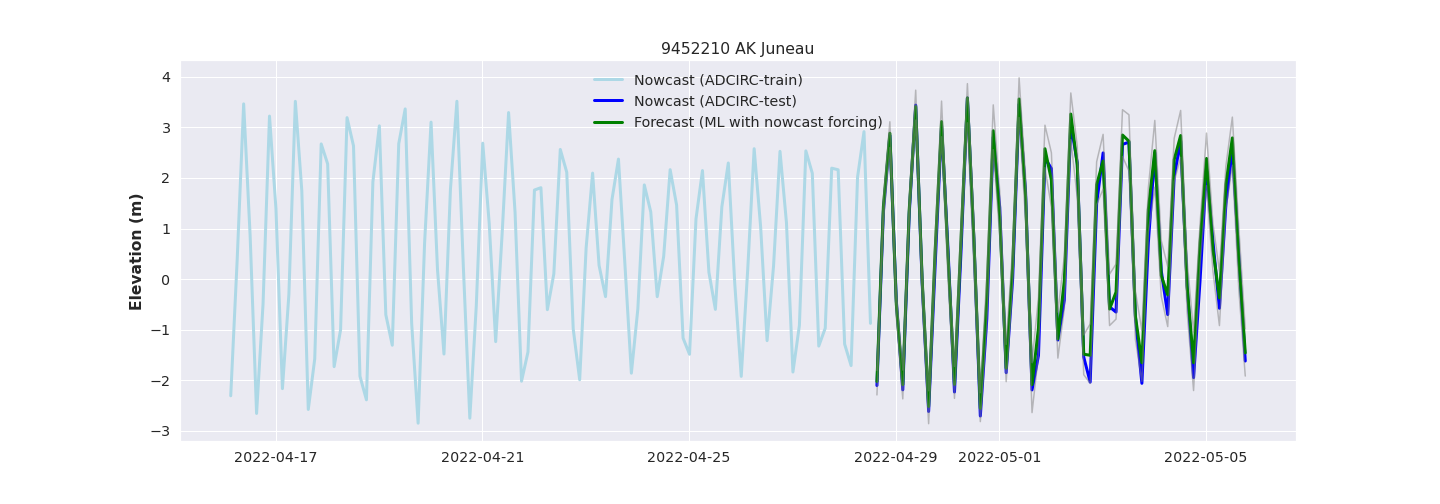 9452210 AK Juneau
Nowcast (ADCIRC-train)
Nowcast (ADCIRC-test)
Forecast (ML with nowcast forcing)
Elevation (m)
4
3
2
1
0
−1
−2
−3
2022-04-17
2022-04-21
2022-04-25
2022-04-29
2022-05-01
2022-05-05